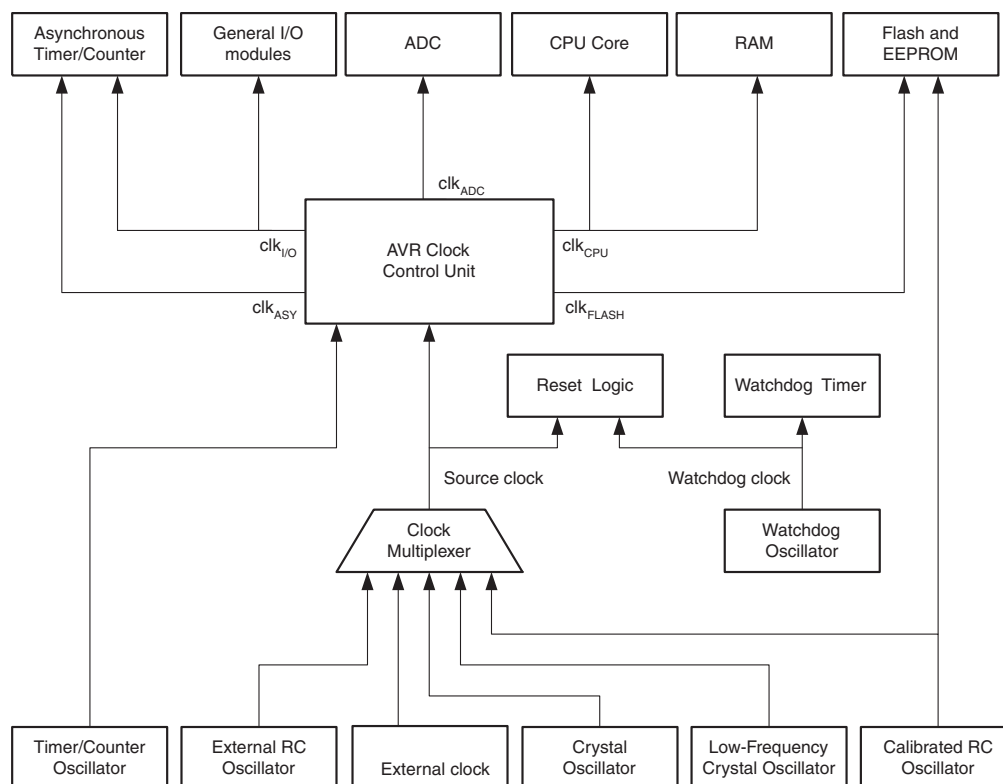 Asynchronous
Timer/Counter
General I/O
modules
ADC
CPU Core
RAM
Flash and
EEPROM
clkADC
clkI/O
AVR Clock
Control Unit
clkCPU
clkASY
clkFLASH
Reset Logic
Watchdog Timer
Source clock
Watchdog clock
Clock
Multiplexer
Watchdog
Oscillator
Timer/Counter
Oscillator
External RC
Oscillator
External clock
Crystal
Oscillator
Low-Frequency
Crystal Oscillator
Calibrated RC
Oscillator